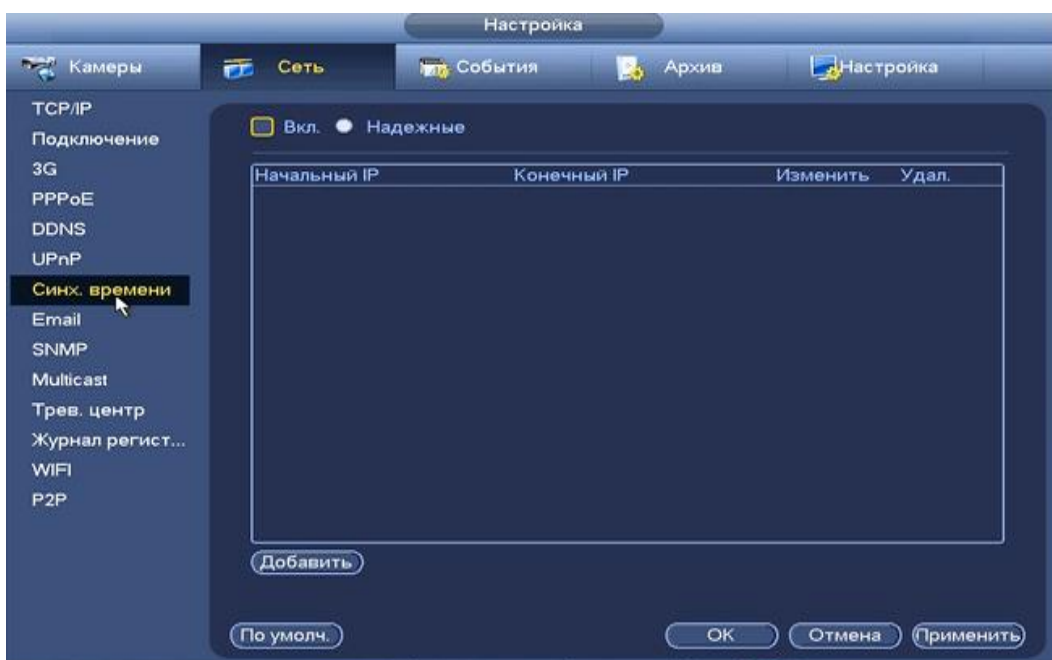 Настройка
Камеры
Сеть
События
Архив
Настройка
TCP/IP
Подключение
3G
PPPoE
DDNS
UPnP
Синх. времени
Email
SNMP
Multicast
Трев. центр
Журнал регист...
WIFI
P2P
Вкл. Надежные
Начальный IP Конечный IP Изменить Удал.
Добавить
По умолч. OK Отмена Применить